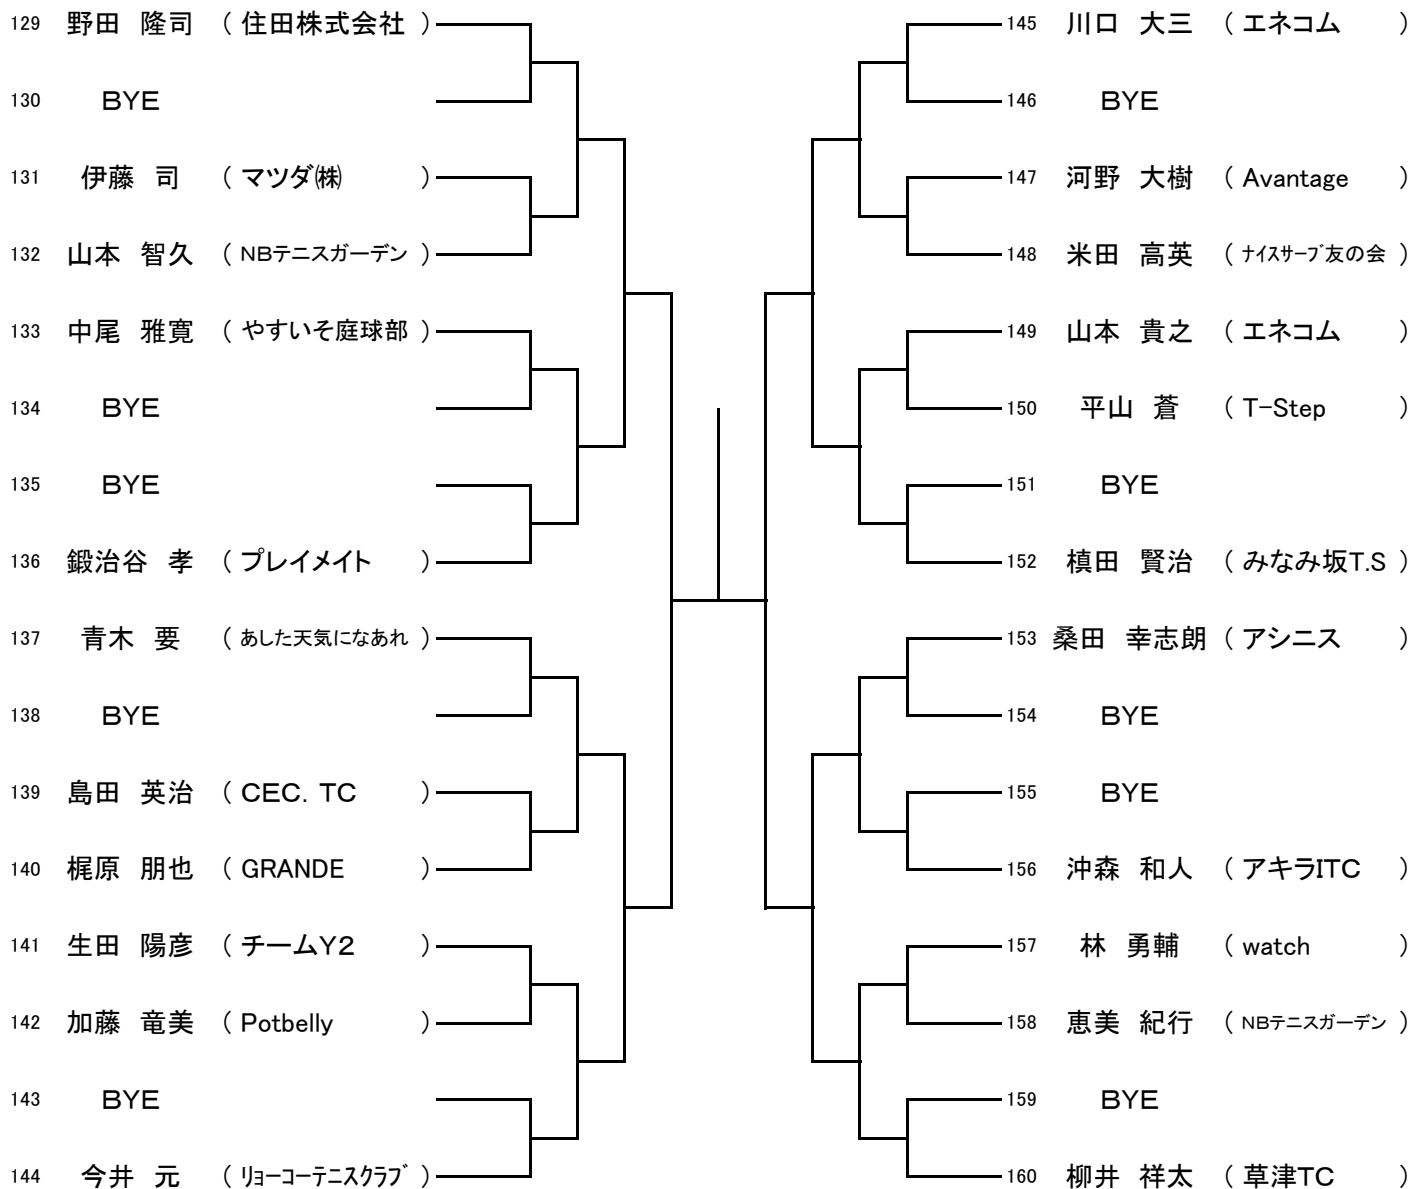 129 野田 隆司 （ 住田株式会社 ）
130 ＢＹＥ
131 伊藤 司 （ マツダ㈱ ）
132 山本 智久 （ NBテニスガーデン ）
133 中尾 雅寛 （ やすいそ庭球部 ）
134 ＢＹＥ
135 ＢＹＥ
136 鍛治谷 孝 （ プレイメイト ）
137 青木 要 （ あした天気になあれ ）
138 ＢＹＥ
139 島田 英治 （ ＣＥＣ．ＴＣ ）
140 梶原 朋也 （ GRANDE ）
141 生田 陽彦 （ チームＹ２ ）
142 加藤 竜美 （ Potbelly ）
143 ＢＹＥ
144 今井 元 （ ﾘｮｰｺｰﾃﾆｽｸﾗﾌﾞ ）
145 川口 大三 （ エネコム ）
146 ＢＹＥ
147 河野 大樹 （ Avantage ）
148 米田 高英 （ ﾅｲｽｻｰﾌﾞ友の会 ）
149 山本 貴之 （ エネコム ）
150 平山 蒼 （ T-Step ）
151 ＢＹＥ
152 槙田 賢治 （ みなみ坂T.S ）
153 桑田 幸志朗 （ アシニス ）
154 ＢＹＥ
155 ＢＹＥ
156 沖森 和人 （ アキラITC ）
157 林 勇輔 （ watch ）
158 恵美 紀行 （ NBテニスガーデン ）
159 ＢＹＥ
160 柳井 祥太 （ 草津TC ）